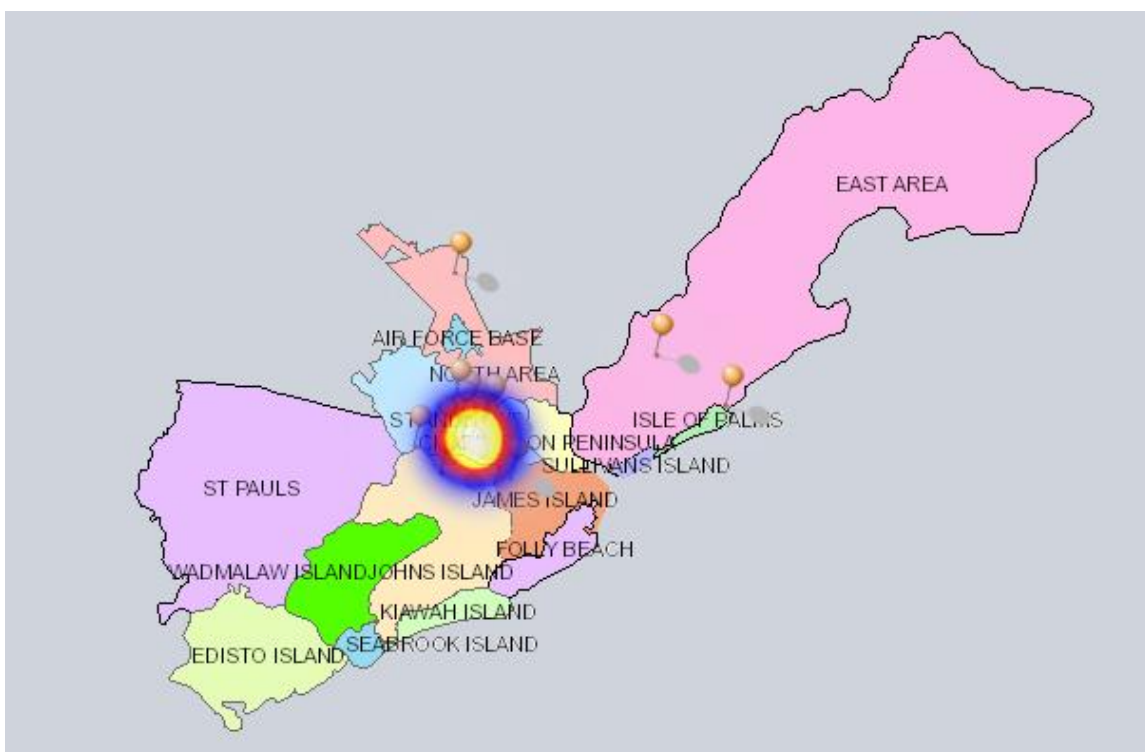 EAST AREA
AIR FORCE BASE
NORTH AREA
ISLE OF PALMS
PENINSULA
SULLIVANS ISLAND
ST PAULS
JAMES ISLAND
FOLLY BEACH
WADMALAW ISLAND
JOHNS ISLAND
KIAWAH ISLAND
SEABROOK ISLAND
EDISTO ISLAND